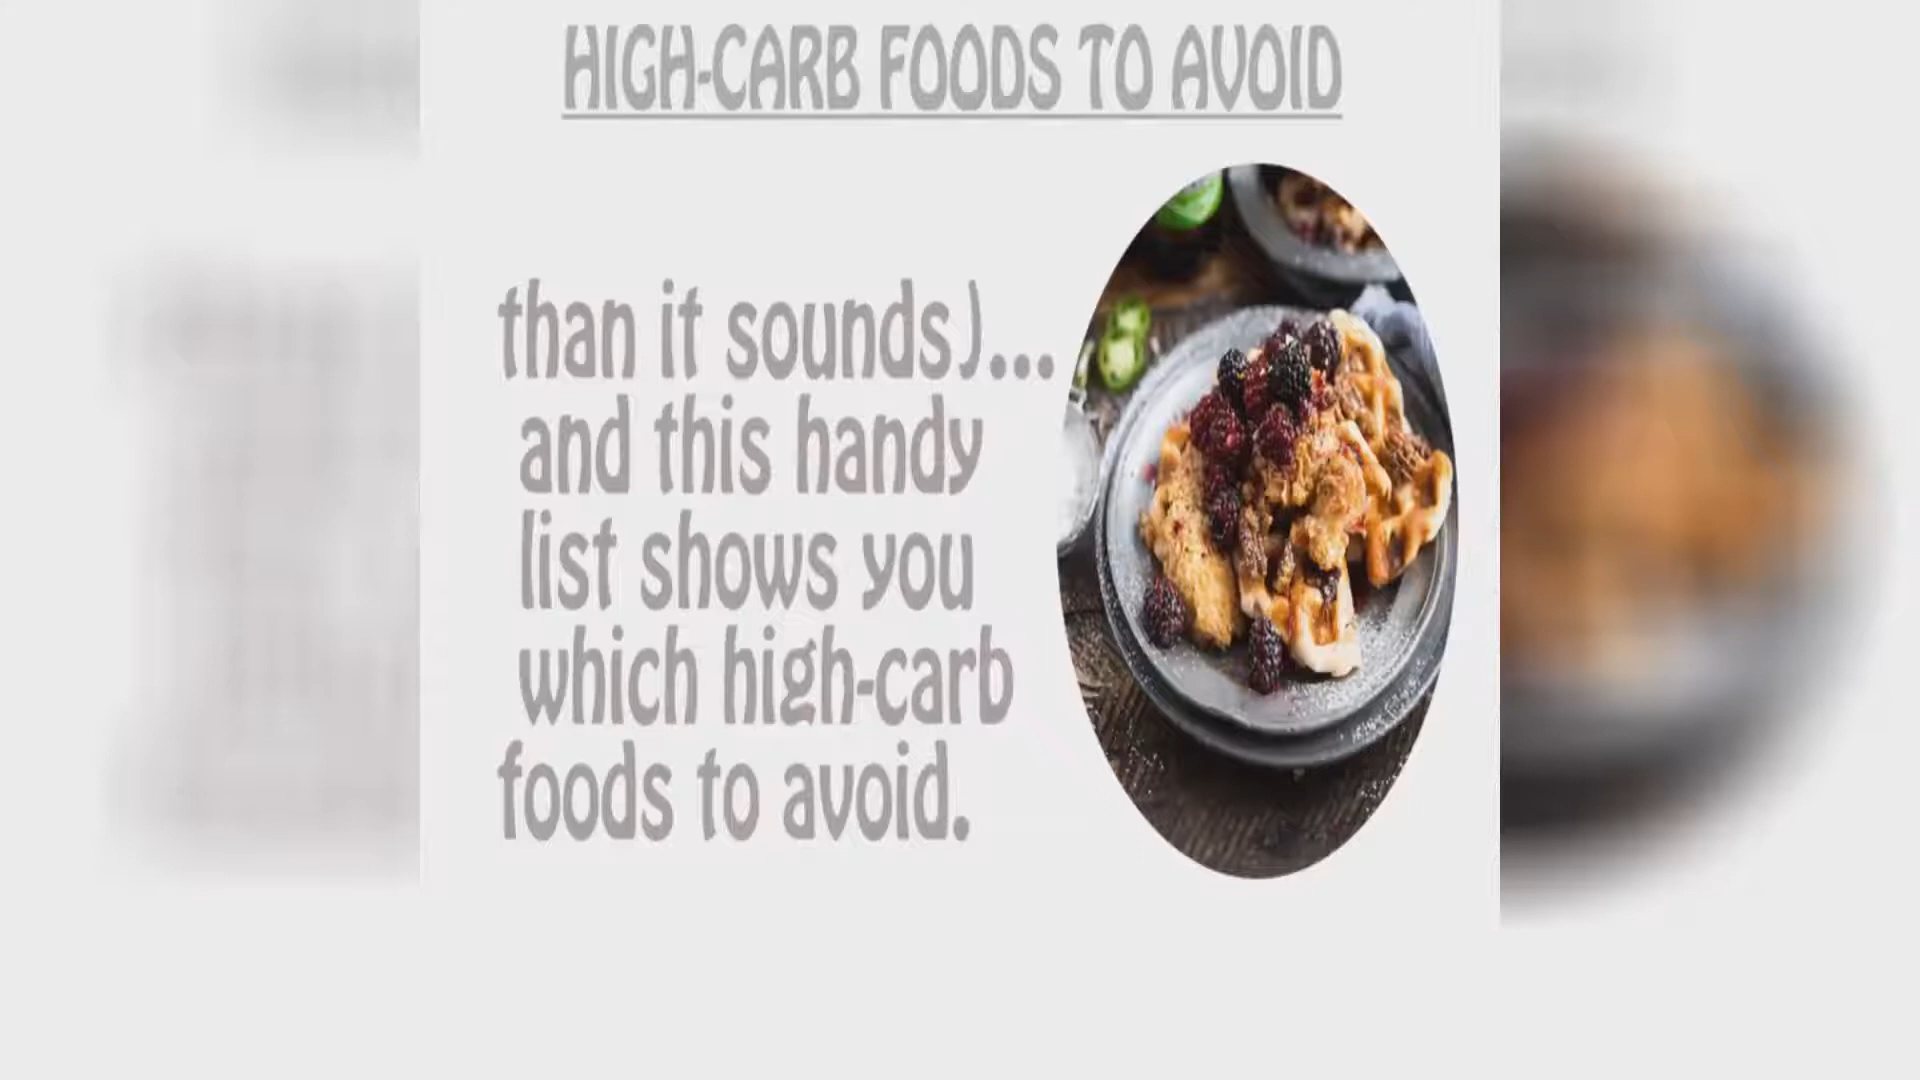 HIGH-CARB FOODS TO AVOID
than it sounds)...
and this handy
list shows you
which high-carb
foods to avoid.